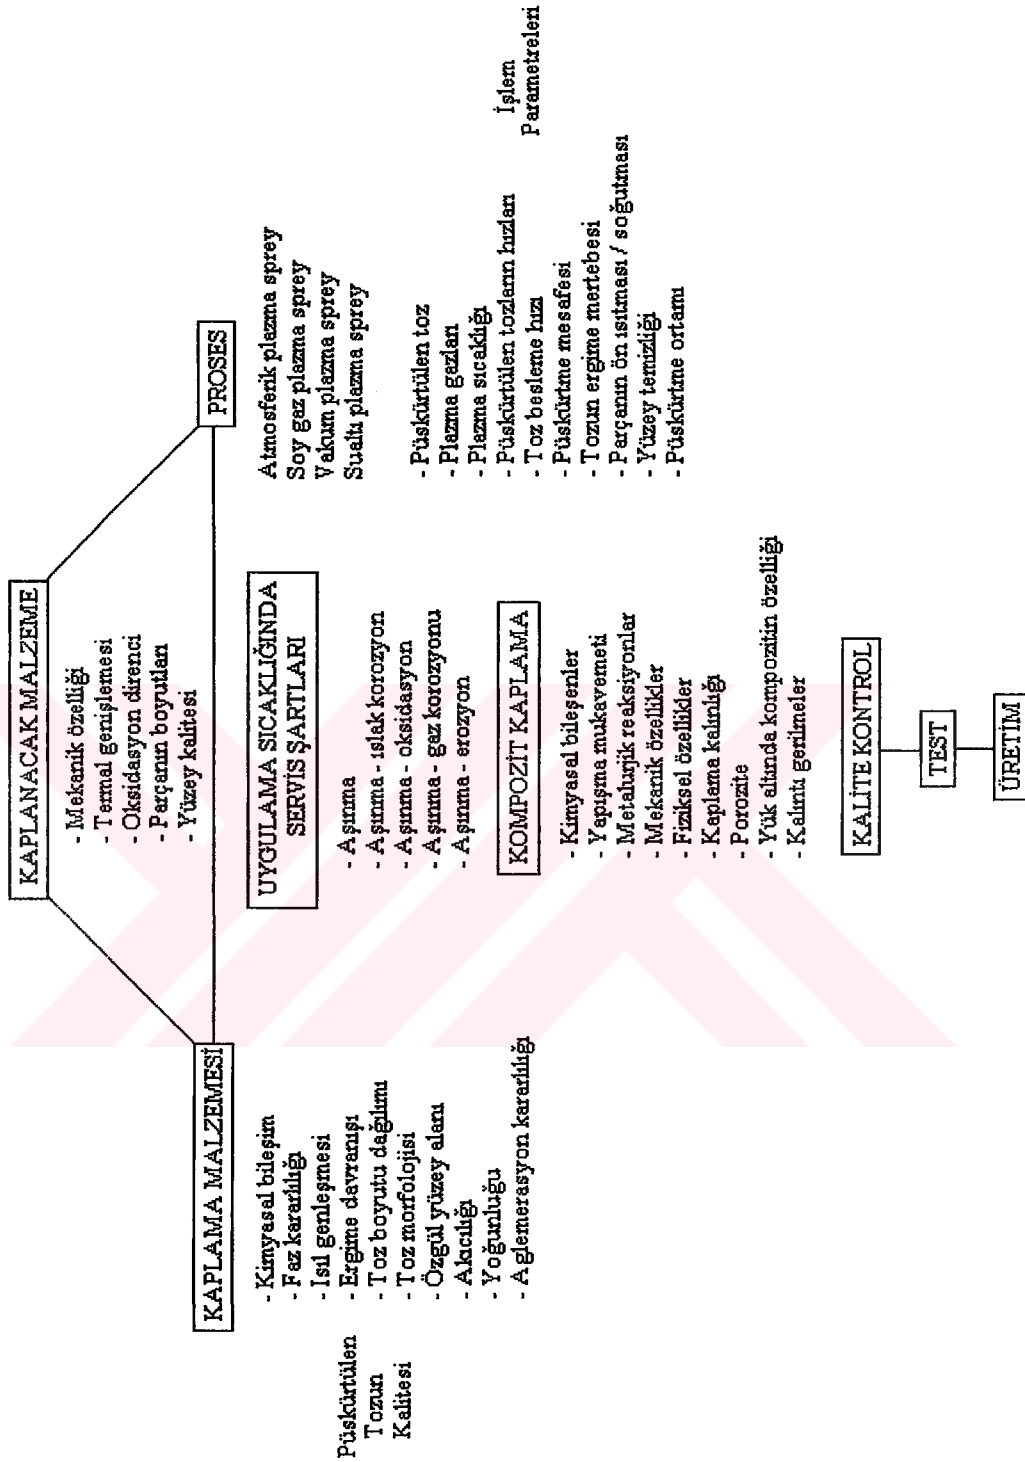 KAPLANACAK MALZEME
- Mekanik özelliği
- Termal genişlemesi
- Oksidasyon direnci
- Parçanın boyutları
- Yüzey kalitesi
KAPLAMA MALZEMESİ
- Kimyasal bileşim
- Faz kararlılığı
- Isıl genleşmesi
- Ergime davranışı
- Toz boyutu dağılımı
- Toz morfolojisi
- Özgül yüzey alanı
- Akıcılığı
- Yoğunluğu
- Aglemerasyon kararlılığı
Püskürtülen
Tozun
Kalitesi
PROSES
Atmosferik plazma sprey
Soy gaz plazma sprey
Vakum plazma sprey
Sualtı plazma sprey
- Püskürtülen toz
- Plazma gazları
- Plazma sıcaklığı
- Püskürtülen tozların hızları
- Toz besleme hızı
- Püskürtme mesafesi
- Tozun ergime mertebesi
- Parçanın ön ısıtması / soğutması
- Yüzey temizliği
- Püskürtme ortamı
İşlem
Parametreleri
UYGULAMA SICAKLIĞINDA
SERVİS ŞARTLARI
- Aşınma
- Aşınma - ıslak korozyon
- Aşınma - oksidasyon
- Aşınma - gaz korozyonu
- Aşınma - erozyon
KOMPOZİT KAPLAMA
- Kimyasal bileşenler
- Yapışma mukavemeti
- Metalurjik reaksiyonlar
- Mekanik özellikler
- Fiziksel özellikler
- Kaplama kalınlığı
- Porozite
- Yük altında kompozitin özelliği
- Kalıntı gerilmeler
KALİTE KONTROL
TEST
ÜRETİM